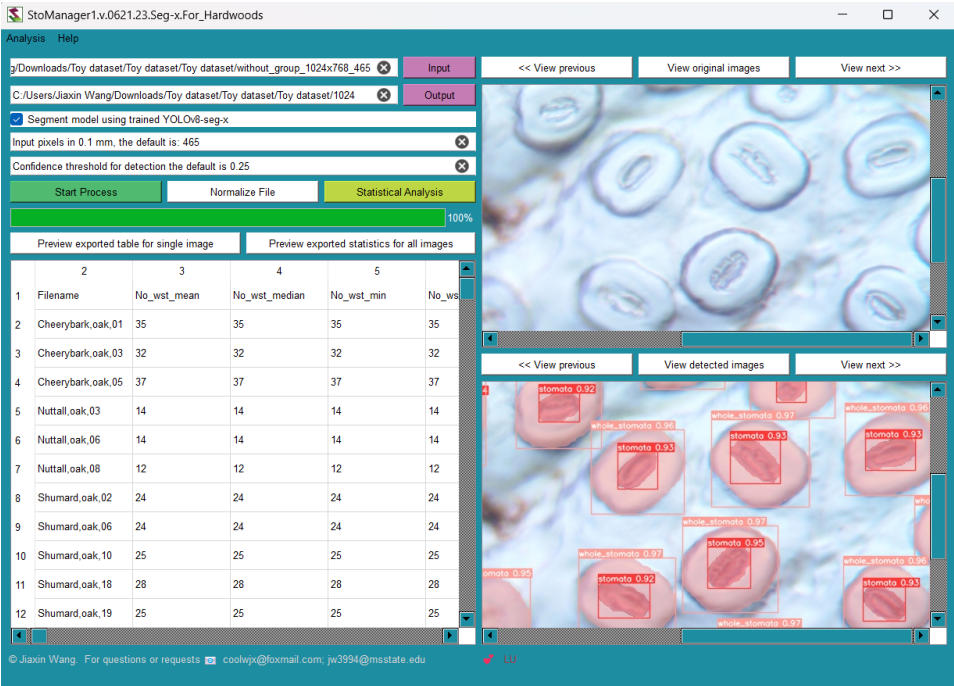 StoManager1.v.0621.23.Seg-x.For_Hardwoods
Analysis Help
g/Downloads/Toy dataset/Toy dataset/Toy dataset/without_group_1024x768_465 Input
C:/Users/Jiaxin Wang/Downloads/Toy dataset/Toy dataset/Toy dataset/1024 Output
Segment model using trained YOLOv8-seg-x
Input pixels in 0.1 mm, the default is: 465
Confidence threshold for detection the default is 0.25
Start Process Normalize File Statistical Analysis
100%
Preview exported table for single image Preview exported statistics for all images
2 3 4 5
1 Filename No_wst_mean No_wst_median No_wst_min No_ws
2 Cheerybark,oak,01 35 35 35 35
3 Cheerybark,oak,03 32 32 32 32
4 Cheerybark,oak,05 37 37 37 37
5 Nuttall,oak,03 14 14 14 14
6 Nuttall,oak,06 14 14 14 14
7 Nuttall,oak,08 12 12 12 12
8 Shumard,oak,02 24 24 24 24
9 Shumard,oak,06 24 24 24 24
10 Shumard,oak,10 25 25 25 25
11 Shumard,oak,18 28 28 28 28
12 Shumard,oak,19 25 25 25 25
<< View previous View original images View next >>
<< View previous View detected images View next >>
stomata 0.92
whole_stomata 0.96
stomata 0.93
whole_stomata 0.97
stomata 0.93
whole_stomata 0.96
stomata 0.93
whole_stomata 0.97
stomata 0.95
whole_stomata 0.97
stomata 0.92
omata 0.95
who
whole_stomata 0.96
stomata 0.93
whole_stomata 0.97
© Jiaxin Wang. For questions or requests coolwjx@foxmail.com; jw3994@msstate.edu
LU